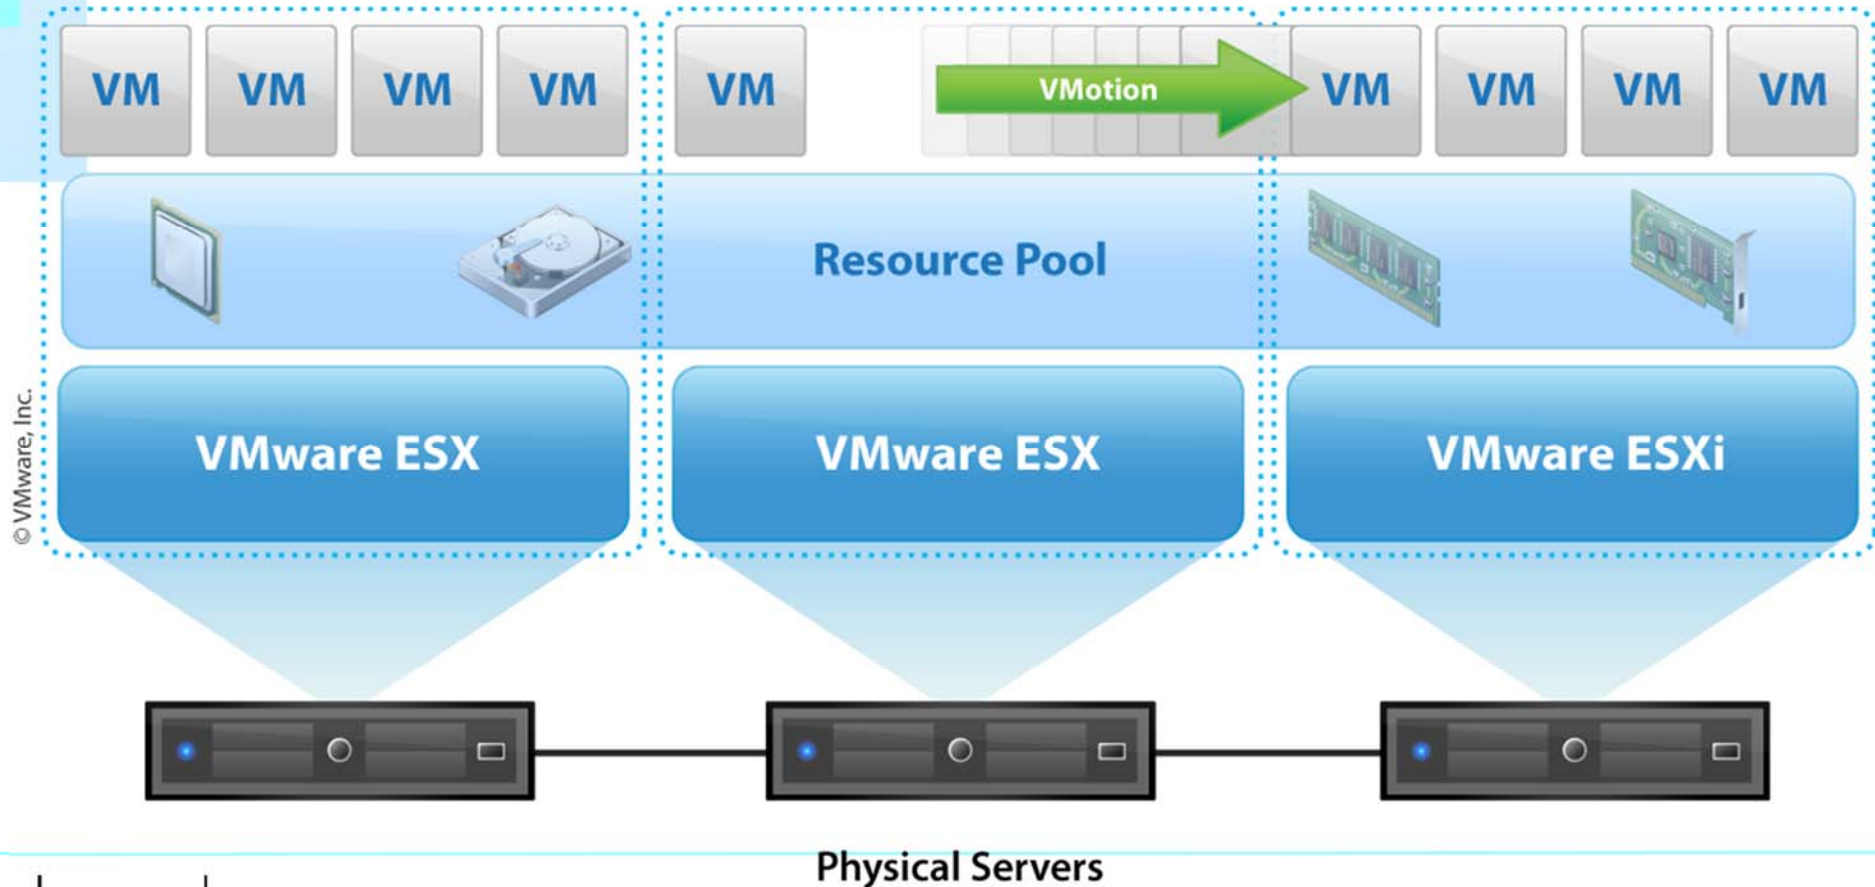 VM VM VM VM VM VMotion VM VM VM VM
Resource Pool
VMware ESX VMware ESX VMware ESXi
© VMware, Inc.
Physical Servers